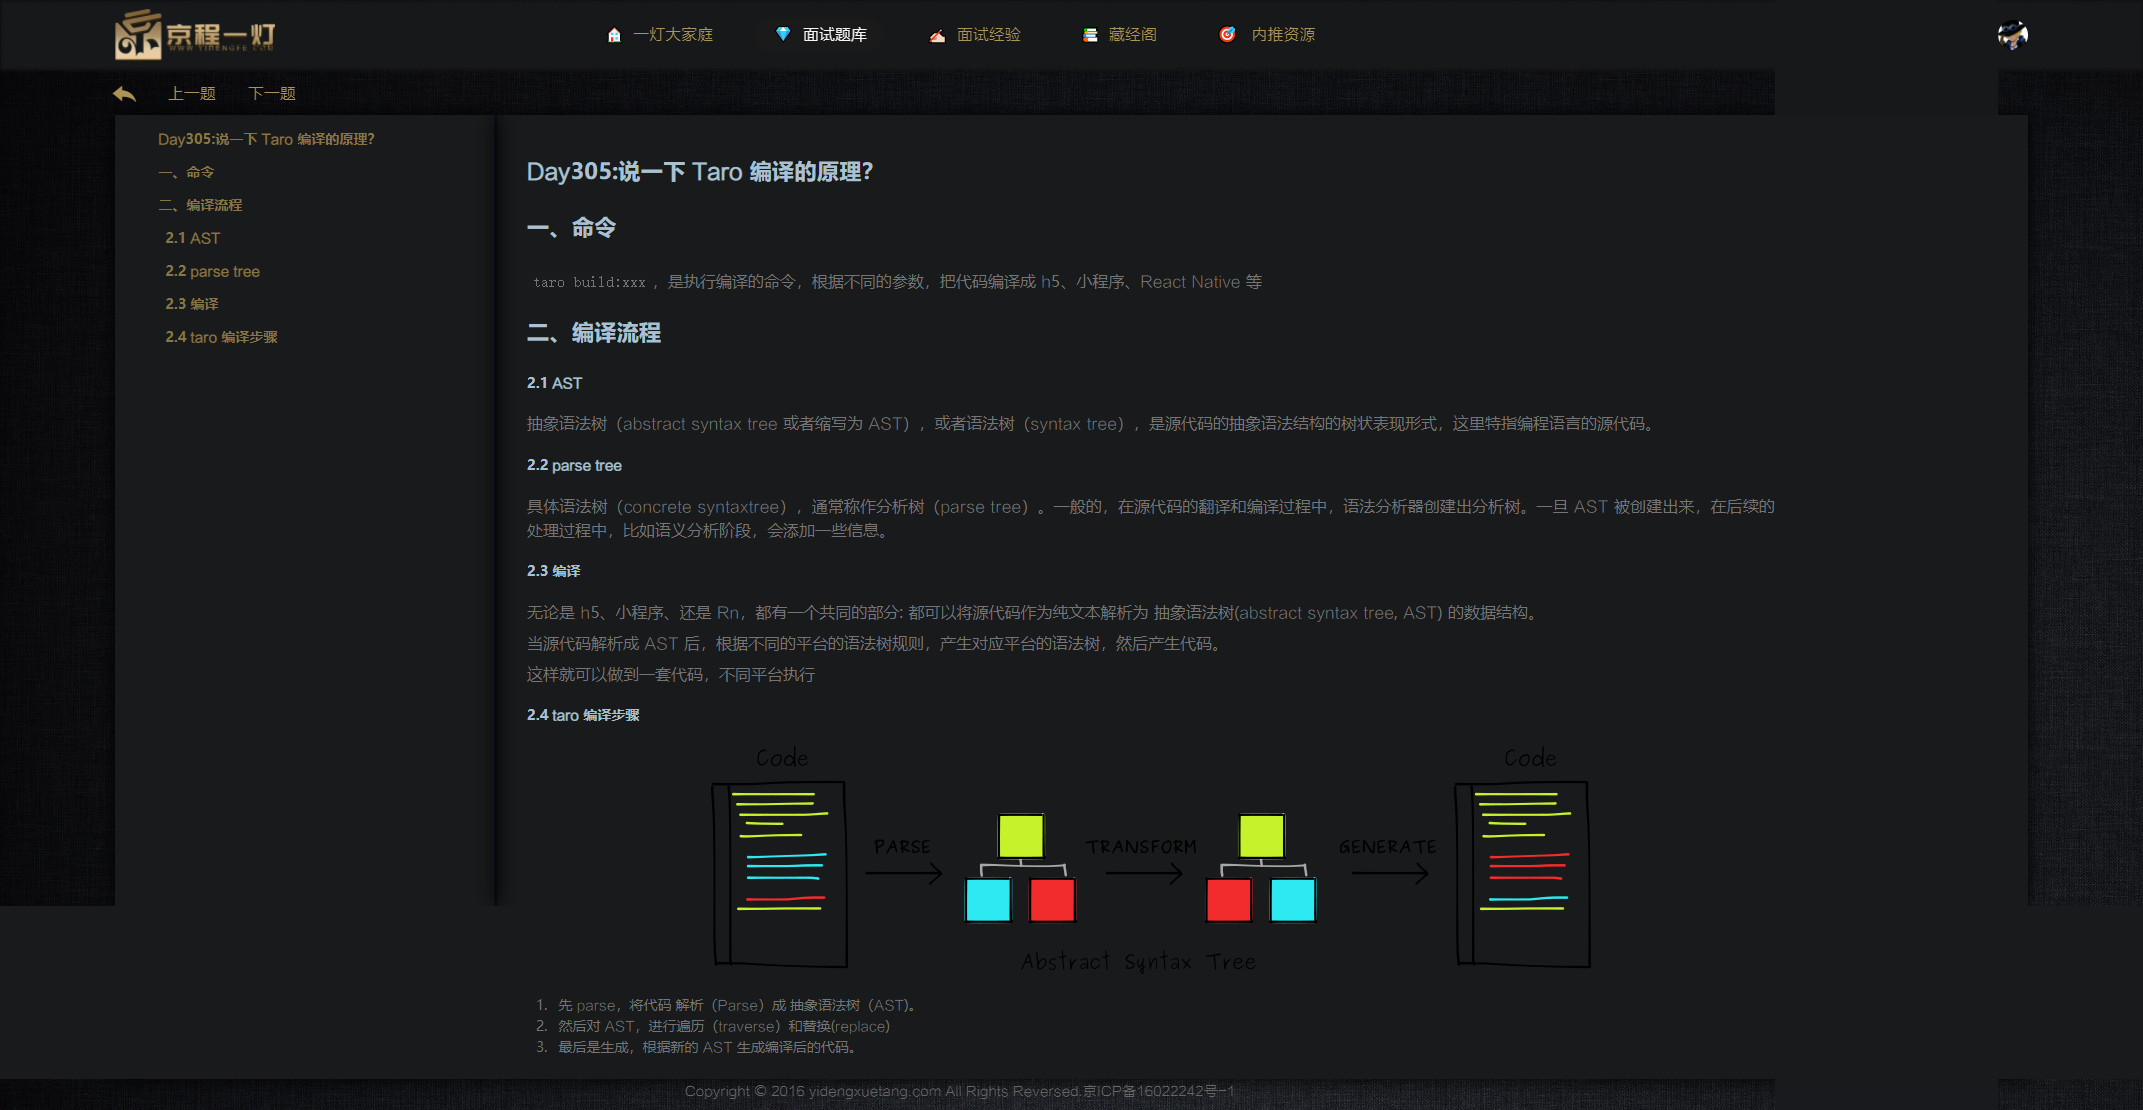 京程一灯
WWW.YIDENGFE.COM
一灯大家庭
面试题库
面试经验
藏经阁
内推资源
上一题
下一题
Day305:说一下 Taro 编译的原理?
一、命令
二、编译流程
2.1 AST
2.2 parse tree
2.3 编译
2.4 taro 编译步骤
Day305:说一下 Taro 编译的原理?
一、命令
taro build:xxx ，是执行编译的命令，根据不同的参数，把代码编译成 h5、小程序、React Native 等
二、编译流程
2.1 AST
抽象语法树（abstract syntax tree 或者缩写为 AST），或者语法树（syntax tree），是源代码的抽象语法结构的树状表现形式，这里特指编程语言的源代码。
2.2 parse tree
具体语法树（concrete syntaxtree），通常称作分析树（parse tree）。一般的，在源代码的翻译和编译过程中，语法分析器创建出分析树。一旦 AST 被创建出来，在后续的
处理过程中，比如语义分析阶段，会添加一些信息。
2.3 编译
无论是 h5、小程序、还是 Rn，都有一个共同的部分: 都可以将源代码作为纯文本解析为 抽象语法树(abstract syntax tree, AST) 的数据结构。
当源代码解析成 AST 后，根据不同的平台的语法树规则，产生对应平台的语法树，然后产生代码。
这样就可以做到一套代码，不同平台执行
2.4 taro 编译步骤
Code
Code
PARSE
TRANSFORM
GENERATE
Abstract Syntax Tree
1. 先 parse，将代码 解析（Parse）成 抽象语法树（AST)。
2. 然后对 AST，进行遍历（traverse）和替换(replace)
3. 最后是生成，根据新的 AST 生成编译后的代码。
Copyright © 2016 yidengxuetang.com All Rights Reversed.京ICP备16022242号-1